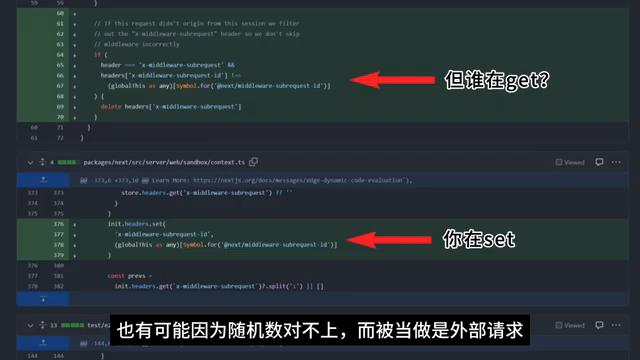 59 }
60
61 // If this request didn't origin from this session we filter
62 // out the "x-middleware-subrequest" header so we don't skip
63 // middleware incorrectly
64 if (
65 header === 'x-middleware-subrequest' &&
66 headers['x-middleware-subrequest-id'] !==
67 (globalThis as any)[Symbol.for('@next/middleware-subrequest-id')]
68 ) {
69 delete headers['x-middleware-subrequest']
70 }
60 71 }
61 72 }
但谁在get?
4 packages/next/src/server/web/sandbox/context.ts Viewed
@@ -373,6 +373,10 @@ Learn More: https://nextjs.org/docs/messages/edge-dynamic-code-evaluation`),
373 373 store.headers.get('x-middleware-subrequest') ?? ''
374 374 )
375 375 }
376 init.headers.set(
377 'x-middleware-subrequest-id',
378 (globalThis as any)[Symbol.for('@next/middleware-subrequest-id')]
379 )
你在set
376 380
377 381 const prevs =
378 382 init.headers.get(`x-middleware-subrequest`)?.split(':') || []
也有可能因为随机数对不上，而被当做是外部请求
13 Viewed